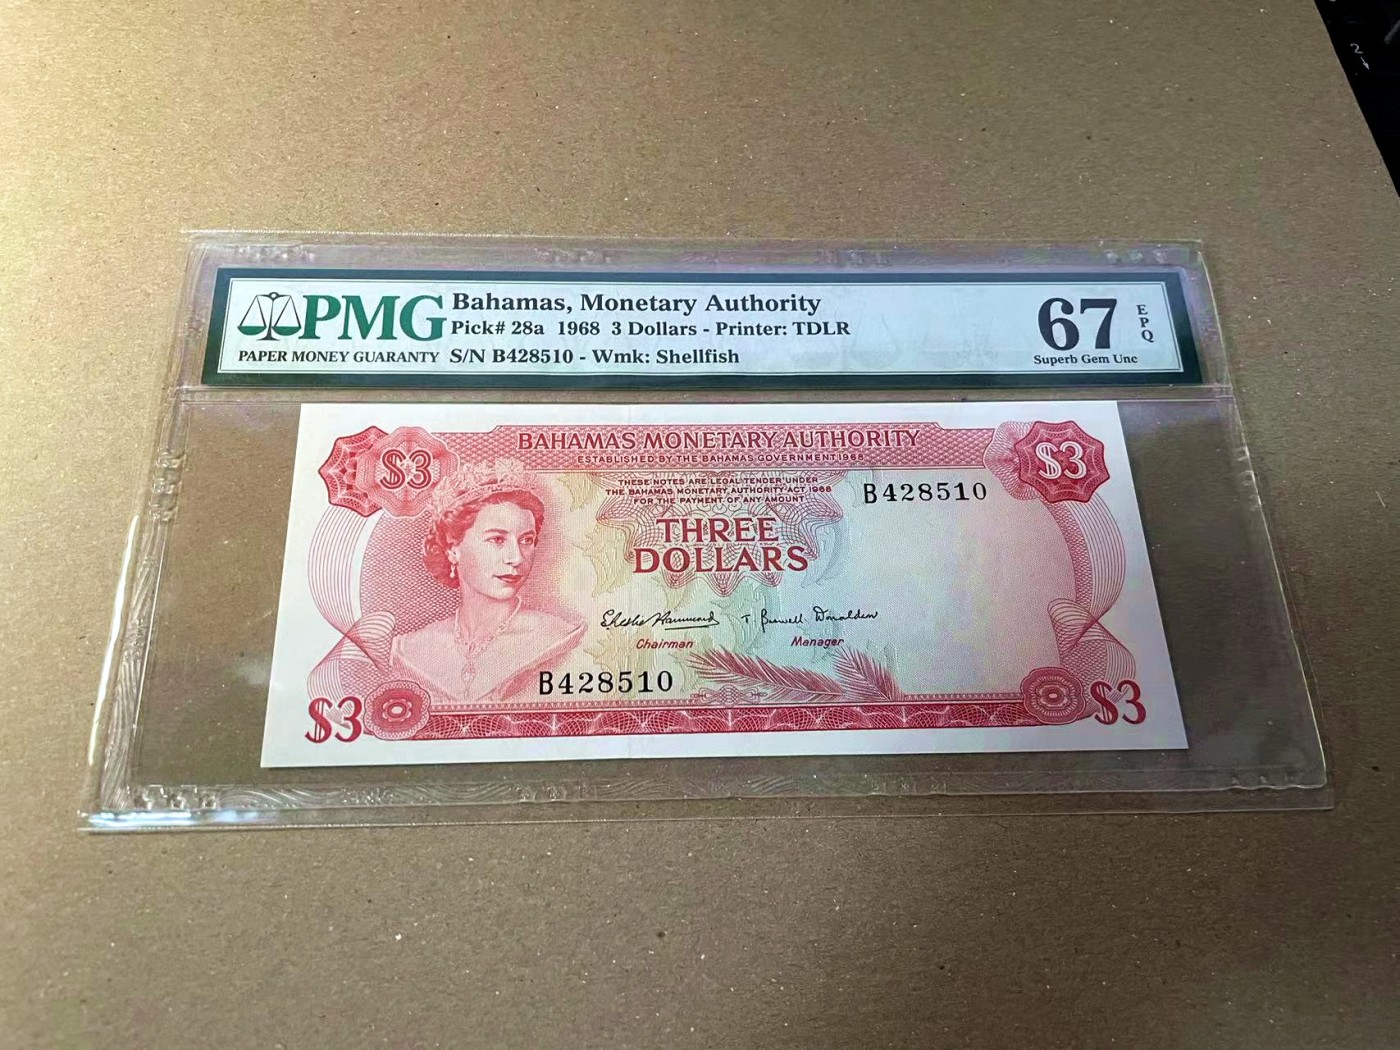 PMG
PAPER MONEY GUARANTY
Bahamas, Monetary Authority
Pick# 28a 1968 3 Dollars - Printer: TDLR
S/N B428510 - Wmk: Shellfish
67
EPQ
Superb Gem Unc
$3
BAHAMAS MONETARY AUTHORITY
$3
ESTABLISHED BY THE BAHAMAS GOVERNMENT 1968
THESE NOTES ARE LEGAL TENDER UNDER
THE BAHAMAS MONETARY AUTHORITY ACT 1968
FOR THE PAYMENT OF ANY AMOUNT
B428510
THREE
DOLLARS
Chairman
Manager
B428510
$3
$3